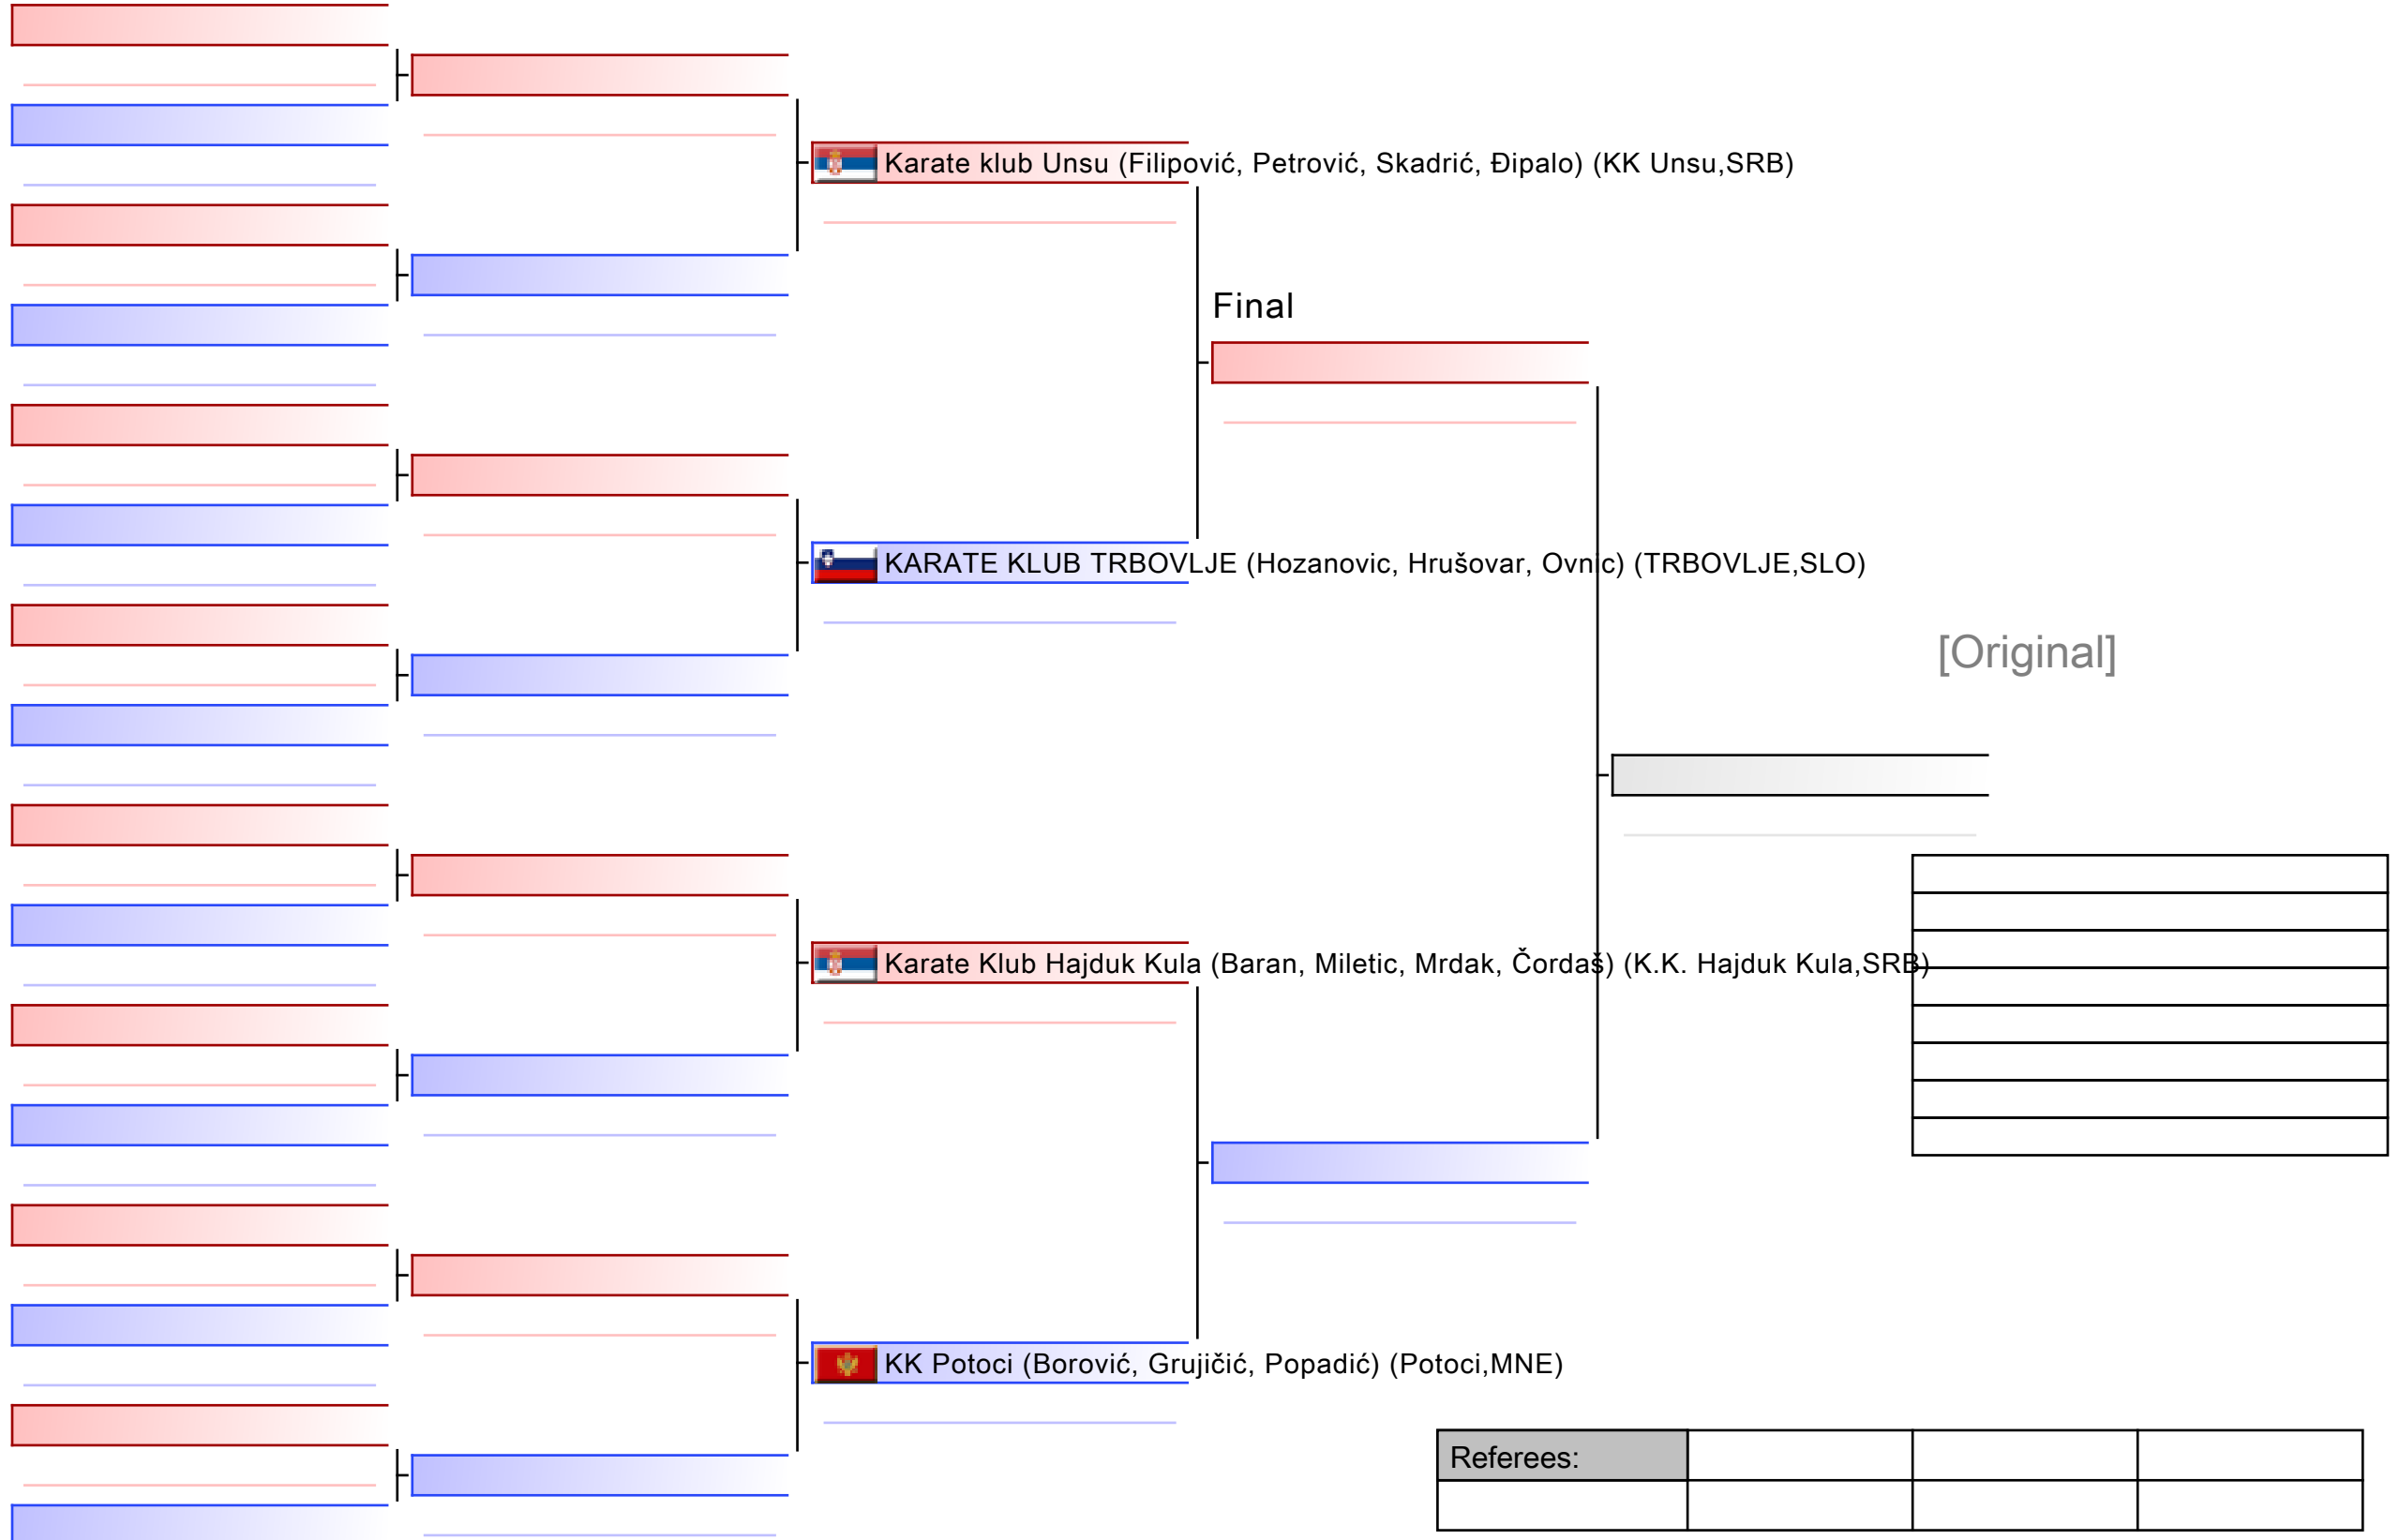 Karate klub Unsu (Filipović, Petrović, Skadrić, Đipalo) (KK Unsu,SRB)
Final
KARATE KLUB TRBOVLJE (Hozanovic, Hrušovar, Ovnic) (TRBOVLJE,SLO)
[Original]
Karate Klub Hajduk Kula (Baran, Miletic, Mrdak, Čordaš) (K.K. Hajduk Kula,SRB)
KK Potoci (Borović, Grujičić, Popadić) (Potoci,MNE)
Referees: